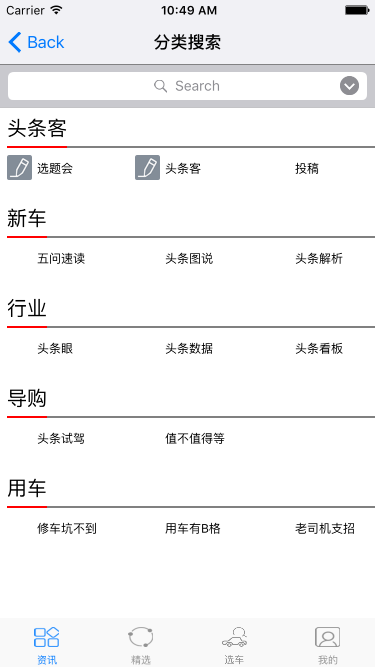 Carrier 10:49 AM
Back 分类搜索
Search
头条客
选题会 头条客 投稿
新车
五问速读 头条图说 头条解析
行业
头条眼 头条数据 头条看板
导购
头条试驾 值不值得等
用车
修车坑不到 用车有B格 老司机支招
资讯 精选 选车 我的